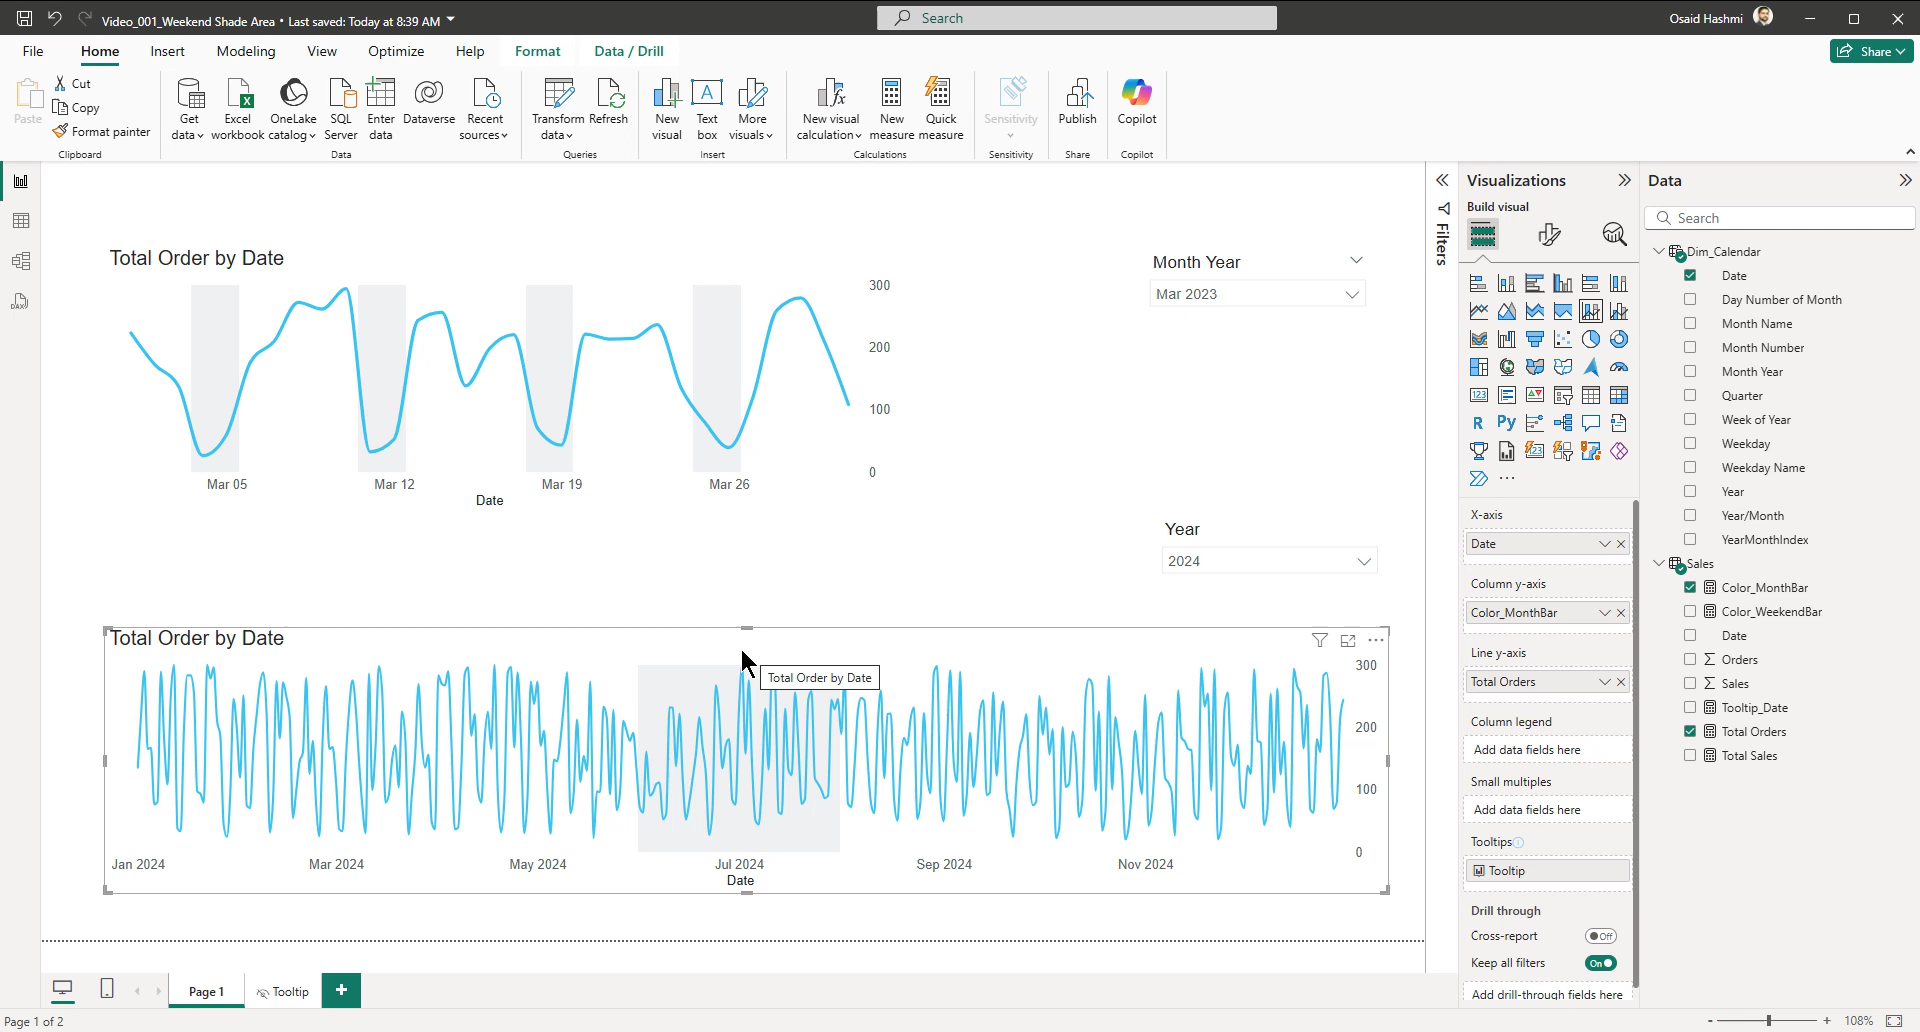 Video_001_Weekend Shade Area • Last saved: Today at 8:39 AM
Search
Osaid Hashmi
File
Home
Insert
Modeling
View
Optimize
Help
Format
Data / Drill
Share
Paste
Cut
Copy
Format painter
Clipboard
Get data
Excel workbook
OneLake catalog
SQL Server
Enter data
Dataverse
Recent sources
Data
Transform data
Refresh
Queries
New visual
Text box
More visuals
Insert
New visual calculation
New measure
Quick measure
Calculations
Sensitivity
Sensitivity
Publish
Share
Copilot
Copilot
Total Order by Date
300
200
100
0
Mar 05
Mar 12
Mar 19
Mar 26
Date
Month Year
Mar 2023
Year
2024
Total Order by Date
Total Order by Date
300
200
100
0
Jan 2024
Mar 2024
May 2024
Jul 2024
Sep 2024
Nov 2024
Date
Filters
Visualizations
Build visual
123
R
Py
X-axis
Date
Column y-axis
Color_MonthBar
Line y-axis
Total Orders
Column legend
Add data fields here
Small multiples
Add data fields here
Tooltips
Tooltip
Drill through
Cross-report
Off
Keep all filters
On
Add drill-through fields here
Data
Search
Dim_Calendar
Date
Day Number of Month
Month Name
Month Number
Month Year
Quarter
Week of Year
Weekday
Weekday Name
Year
Year/Month
YearMonthIndex
Sales
Color_MonthBar
Color_WeekendBar
Date
Orders
Sales
Tooltip_Date
Total Orders
Total Sales
Page 1
Tooltip
Page 1 of 2
108%